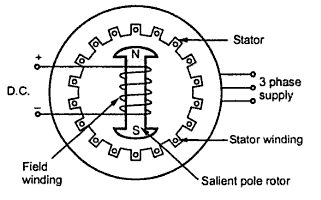 Stator
N
+
D.C.
–
3 phase
supply
S
Stator winding
Field
winding
Salient pole rotor